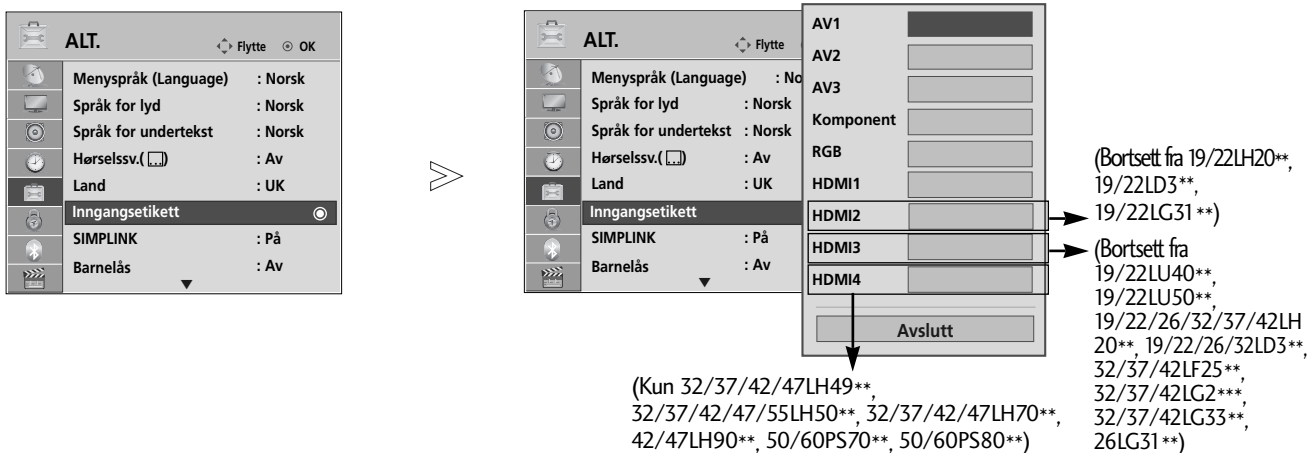 ALT.
Flytte OK
Menyspråk (Language) : Norsk
Språk for lyd : Norsk
Språk for undertekst : Norsk
Hørselssv.( ) : Av
Land : UK
Inngangsetikett
SIMPLINK : På
Barnelås : Av
ALT.
Flytte
Menyspråk (Language) : No
Språk for lyd : Norsk
Språk for undertekst : Norsk
Hørselssv.( ) : Av
Land : UK
Inngangsetikett
SIMPLINK : På
Barnelås : Av
AV1
AV2
AV3
Komponent
RGB
HDMI1
HDMI2
HDMI3
HDMI4
Avslutt
(Bortsett fra 19/22LH20**,
19/22LD3**,
19/22LG31 **)
(Bortsett fra
19/22LU40**,
19/22LU50**,
19/22/26/32/37/42LH
20**, 19/22/26/32LD3**,
32/37/42LF25**,
32/37/42LG2***,
32/37/42LG33**,
26LG31**)
(Kun 32/37/42/47LH49**,
32/37/42/47/55LH50**, 32/37/42/47LH70**,
42/47LH90**, 50/60PS70**, 50/60PS80**)